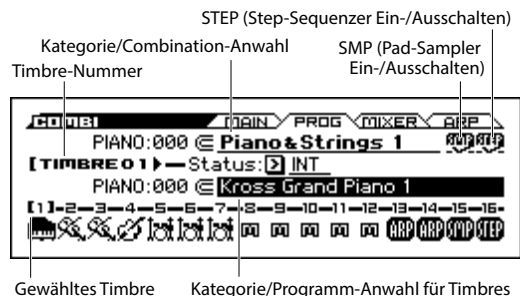 STEP (Step-Sequenzer Ein-/Ausschalten)
Kategorie/Combination-Anwahl
SMP (Pad-Sampler
Ein-/Ausschalten)
Timbre-Nummer
COMBI MAIN PROG MIXER ARP
PIANO:000 Piano&Strings 1 SMP STEP
[TIMBRE01] Status: INT
PIANO:000 Kross Grand Piano 1
[1]-2-3-4-5-6-7-8-9-10-11-12-13-14-15-16-
ARP ARP SMP STEP
Gewähltes Timbre
Kategorie/Programm-Anwahl für Timbres